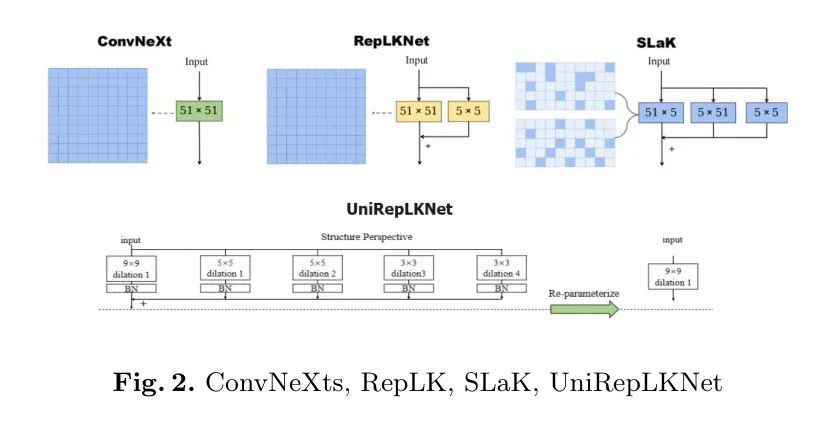 ConvNeXt
Input
51 × 51
RepLKNet
Input
51 × 51
5 × 5
+
SLaK
Input
51 × 5
5 × 51
5 × 5
+
UniRepLKNet
Structure Perspective
input
9×9
dilation 1
BN
5×5
dilation 1
BN
5×5
dilation 2
BN
3×3
dilation3
BN
3×3
dilation 4
BN
+
Re-parameterize
input
9×9
dilation 1
Fig. 2. ConvNeXts, RepLK, SLaK, UniRepLKNet